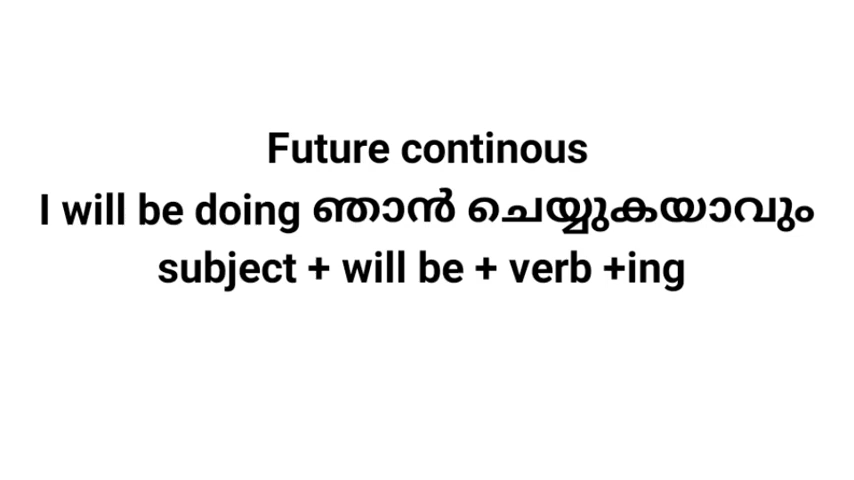 Future continous
I will be doing ഞാൻ ചെയ്യുകയാവും
subject + will be + verb +ing